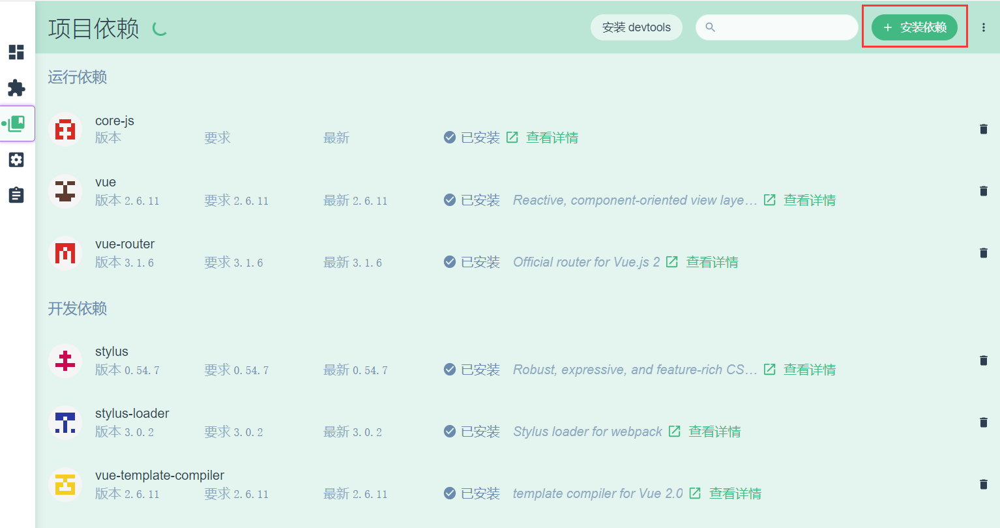 项目依赖 安装 devtools + 安装依赖
运行依赖
core-js
版本 要求 最新 已安装 查看详情
vue
版本 2.6.11 要求 2.6.11 最新 2.6.11 已安装 Reactive, component-oriented view laye… 查看详情
vue-router
版本 3.1.6 要求 3.1.6 最新 3.1.6 已安装 Official router for Vue.js 2 查看详情
开发依赖
stylus
版本 0.54.7 要求 0.54.7 最新 0.54.7 已安装 Robust, expressive, and feature-rich CS… 查看详情
stylus-loader
版本 3.0.2 要求 3.0.2 最新 3.0.2 已安装 Stylus loader for webpack 查看详情
vue-template-compiler
版本 2.6.11 要求 2.6.11 最新 2.6.11 已安装 template compiler for Vue 2.0 查看详情